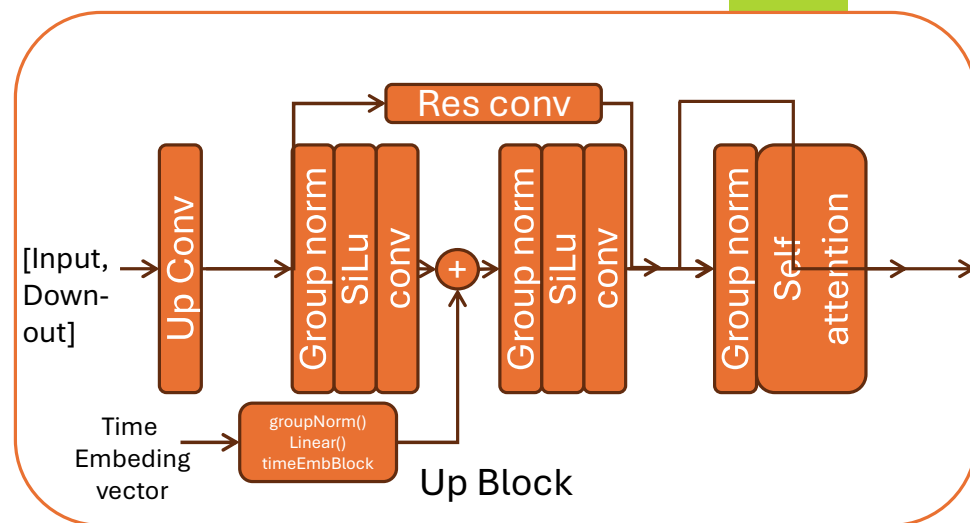 Res conv
[Input,
Down-
out]
Up Conv
Group norm
SiLu
conv
+
Group norm
SiLu
conv
Group norm
Self
attention
Time
Embeding
vector
groupNorm()
Linear()
timeEmbBlock
Up Block